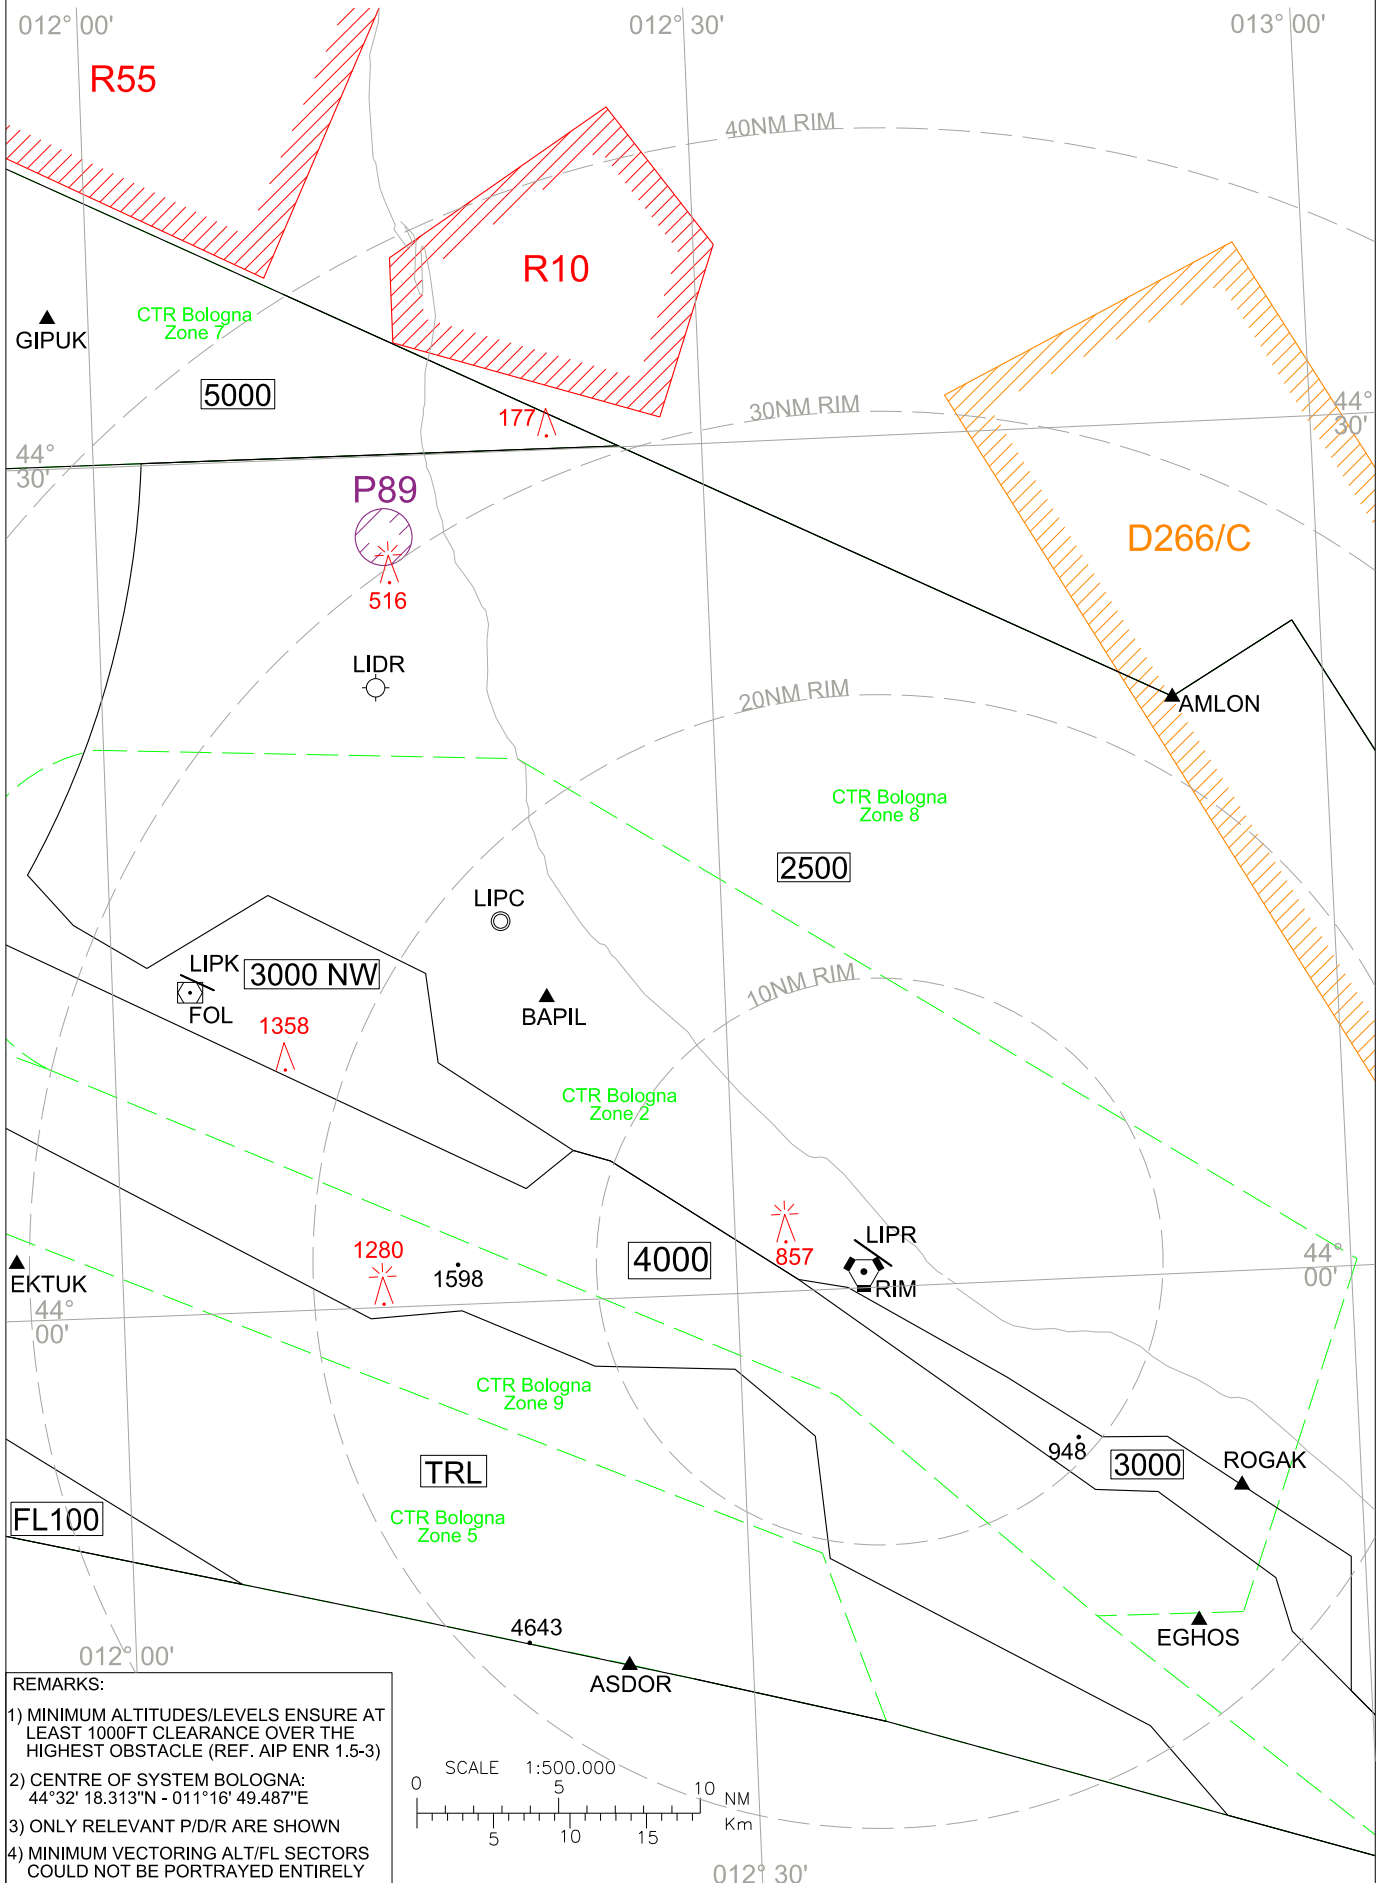 012° 00'
012° 30'
013° 00'
R55
40NM RIM
R10
CTR Bologna
Zone 7
GIPUK
5000
30NM RIM
44°
30'
177
44°
30'
P89
D266/C
516
LIDR
20NM RIM
AMLON
CTR Bologna
Zone 8
2500
LIPC
LIPK
3000 NW
10NM RIM
FOL
BAPIL
1358
CTR Bologna
Zone 2
LIPR
1280
857
4000
44°
00'
1598
EKTUK
RIM
44°
00'
CTR Bologna
Zone 9
948
3000
ROGAK
TRL
FL100
CTR Bologna
Zone 5
4643
EGHOS
012° 00'
ASDOR
REMARKS:
1) MINIMUM ALTITUDES/LEVELS ENSURE AT
LEAST 1000FT CLEARANCE OVER THE
HIGHEST OBSTACLE (REF. AIP ENR 1.5-3)
2) CENTRE OF SYSTEM BOLOGNA:
44°32' 18.313"N - 011°16' 49.487"E
3) ONLY RELEVANT P/D/R ARE SHOWN
4) MINIMUM VECTORING ALT/FL SECTORS
COULD NOT BE PORTRAYED ENTIRELY
SCALE 1:500.000
0 5 10 NM
5 10 15 Km
012° 30'